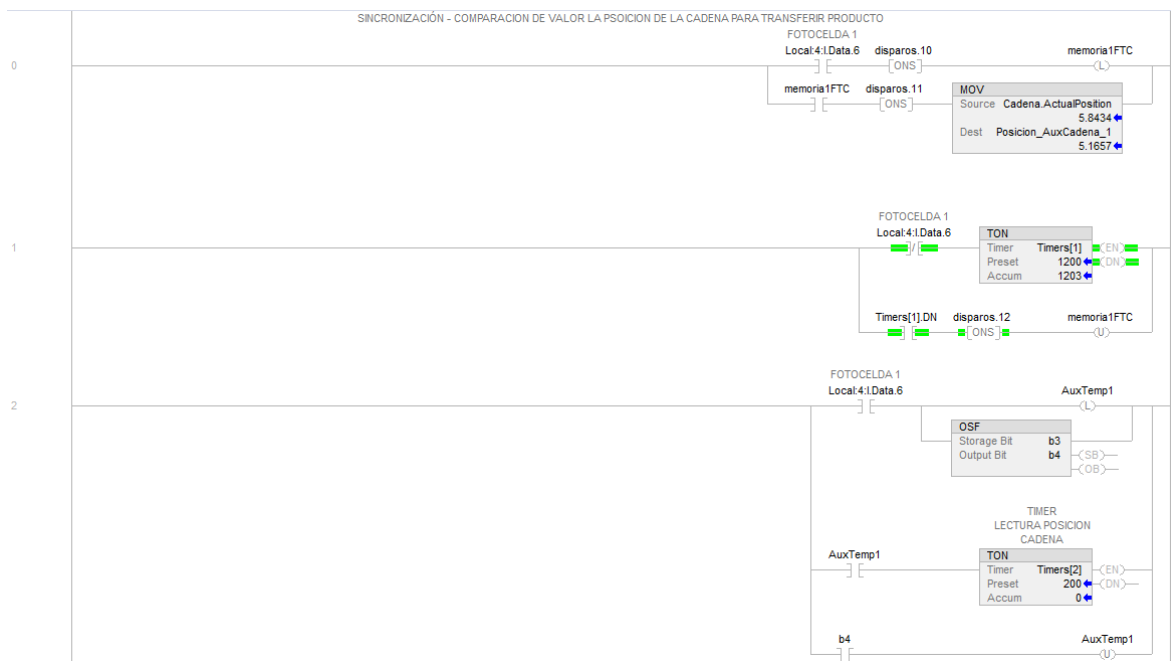 SINCRONIZACIÓN - COMPARACION DE VALOR LA PSOICION DE LA CADENA PARA TRANSFERIR PRODUCTO
FOTOCELDA 1
Local:4:I.Data.6 disparos.10 memoria1FTC
0
ONS
L
memoria1FTC disparos.11
ONS
MOV
Source Cadena.ActualPosition
5.8434
Dest Posicion_AuxCadena_1
5.1657
FOTOCELDA 1
Local:4:I.Data.6
1
/
TON
Timer Timers[1] EN
Preset 1200 DN
Accum 1203
Timers[1].DN disparos.12 memoria1FTC
ONS
U
FOTOCELDA 1
Local:4:I.Data.6 AuxTemp1
2
L
OSF
Storage Bit b3
Output Bit b4 SB
OB
TIMER
LECTURA POSICION
CADENA
AuxTemp1
TON
Timer Timers[2] EN
Preset 200 DN
Accum 0
b4 AuxTemp1
U